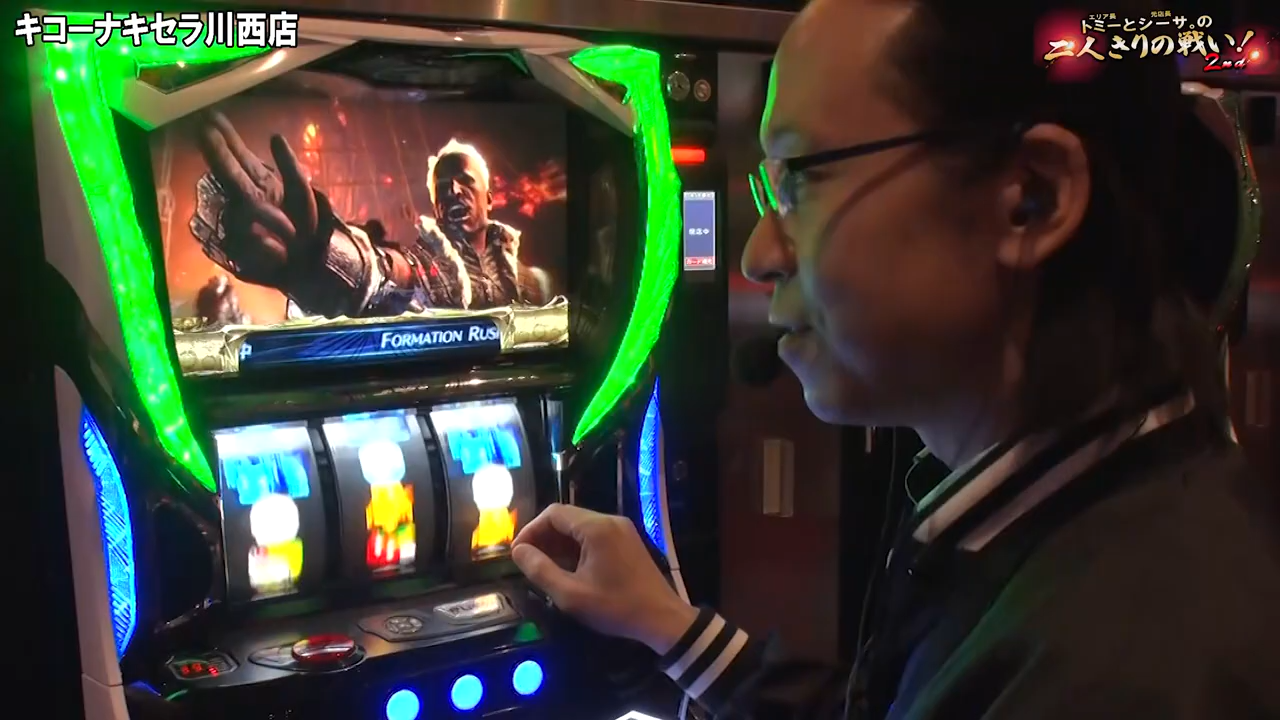 キコーナキセラ川西店
エリア長 元店長
トミーとシーサ。の
二人きりの戦い!
2nd
FORMATION RUS
中